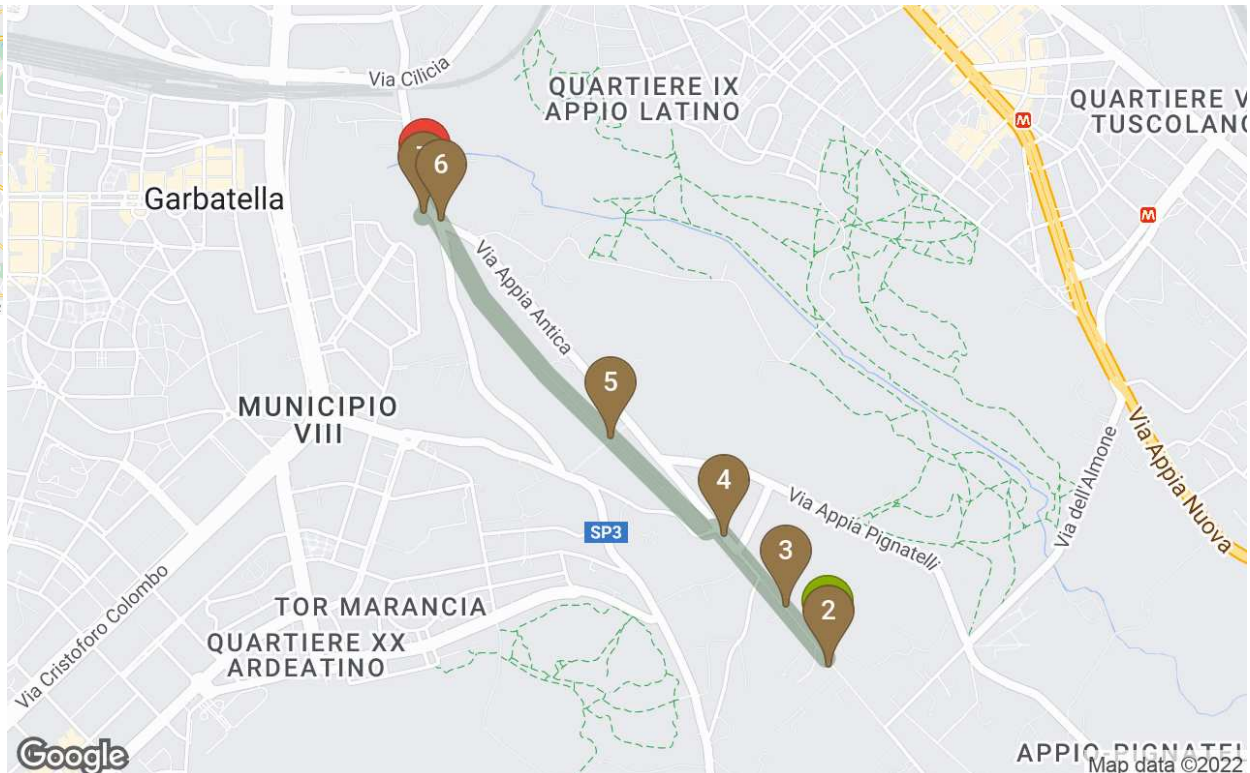 Via Cilicia
QUARTIERE IX
APPIO LATINO
QUARTIERE V
TUSCOLANO
M
6
Garbatella
M
Via Appia Antica
5
MUNICIPIO
VIII
Via Appia Nuova
4
Via dell'Almone
Via Appia Pignatelli
SP3
3
Via Cristoforo Colombo
TOR MARANCIA
2
QUARTIERE XX
ARDEATINO
APPIO-PIGNATEL
Google
Map data ©2022